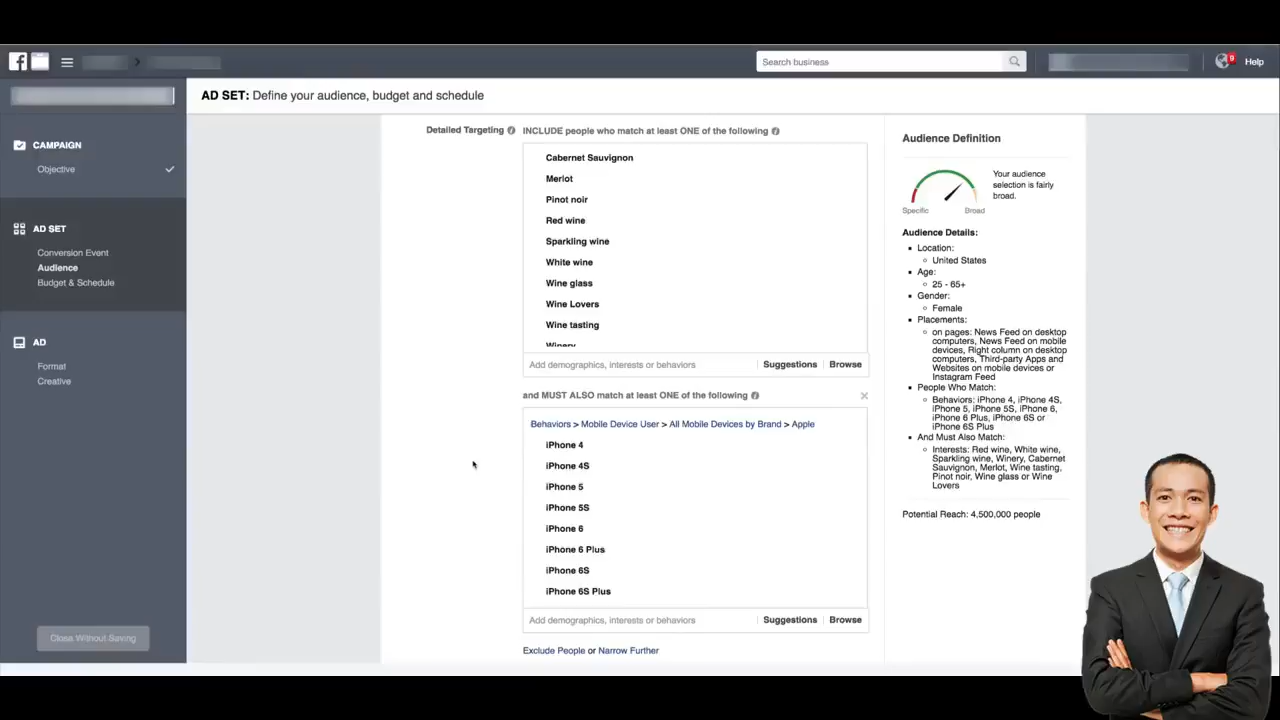 f
Search business
9
Help
AD SET: Define your audience, budget and schedule
CAMPAIGN
Objective
AD SET
Conversion Event
Audience
Budget & Schedule
AD
Format
Creative
Close Without Saving
Detailed Targeting
INCLUDE people who match at least ONE of the following
Cabernet Sauvignon
Merlot
Pinot noir
Red wine
Sparkling wine
White wine
Wine glass
Wine Lovers
Wine tasting
Winery
Add demographics, interests or behaviors
Suggestions
Browse
and MUST ALSO match at least ONE of the following
Behaviors > Mobile Device User > All Mobile Devices by Brand > Apple
iPhone 4
iPhone 4S
iPhone 5
iPhone 5S
iPhone 6
iPhone 6 Plus
iPhone 6S
iPhone 6S Plus
Add demographics, interests or behaviors
Suggestions
Browse
Exclude People or Narrow Further
Audience Definition
Your audience
selection is fairly
broad.
Specific
Broad
Audience Details:
Location:
United States
Age:
25 - 65+
Gender:
Female
Placements:
on pages: News Feed on desktop
computers, News Feed on mobile
devices, Right column on desktop
computers, Third-party Apps and
Websites on mobile devices or
Instagram Feed
People Who Match:
Behaviors: iPhone 4, iPhone 4S,
iPhone 5, iPhone 5S, iPhone 6,
iPhone 6 Plus, iPhone 6S or
iPhone 6S Plus
And Must Also Match:
Interests: Red wine, White wine,
Sparkling wine, Winery, Cabernet
Sauvignon, Merlot, Wine tasting,
Pinot noir, Wine glass or Wine
Lovers
Potential Reach: 4,500,000 people